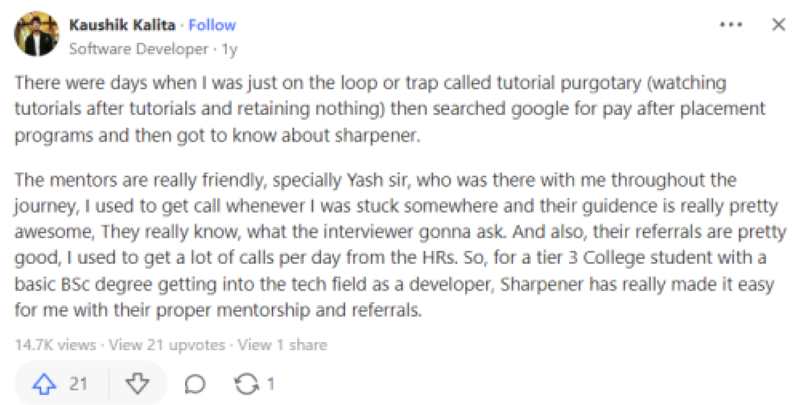 Kaushik Kalita · Follow
Software Developer · 1y
There were days when I was just on the loop or trap called tutorial purgotary (watching
tutorials after tutorials and retaining nothing) then searched google for pay after placement
programs and then got to know about sharpener.
The mentors are really friendly, specially Yash sir, who was there with me throughout the
journey, I used to get call whenever I was stuck somewhere and their guidence is really pretty
awesome, They really know, what the interviewer gonna ask. And also, their referrals are pretty
good, I used to get a lot of calls per day from the HRs. So, for a tier 3 College student with a
basic BSc degree getting into the tech field as a developer, Sharpener has really made it easy
for me with their proper mentorship and referrals.
14.7K views · View 21 upvotes · View 1 share
21 1